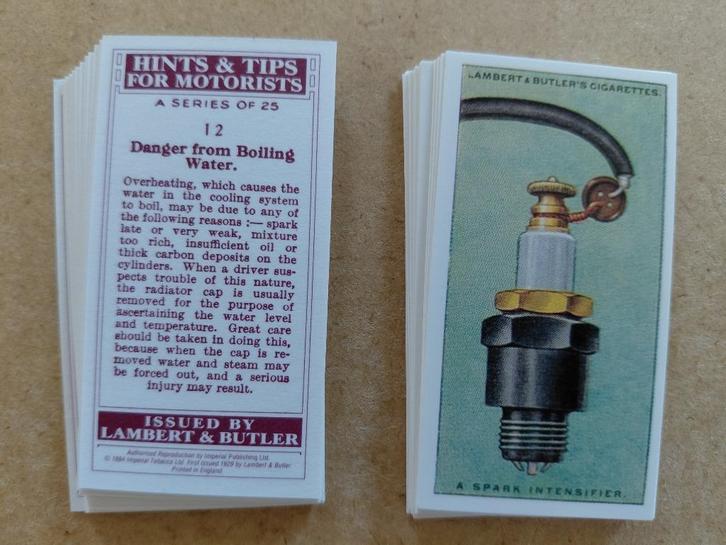 HINTS & TIPS
FOR MOTORISTS
A SERIES OF 25
12
Danger from Boiling
Water.
Overheating, which causes the
water in the cooling system
to boil, may be due to any of
the following reasons :— spark
late or very weak, mixture
too rich, insufficient oil or
thick carbon deposits on the
cylinders. When a driver sus-
pects trouble of this nature,
the radiator cap is usually
removed for the purpose of
ascertaining the water level
and temperature. Great care
should be taken in doing this,
because when the cap is re-
moved water and steam may
be forced out, and a serious
injury may result.
ISSUED BY
LAMBERT & BUTLER
Authorised Reproduction by Imperial Publishing Ltd.
© 1994 Imperial Tobacco Ltd. First issued 1929 by Lambert & Butler
Printed in England
LAMBERT & BUTLER'S CIGARETTES.
A SPARK INTENSIFIER.